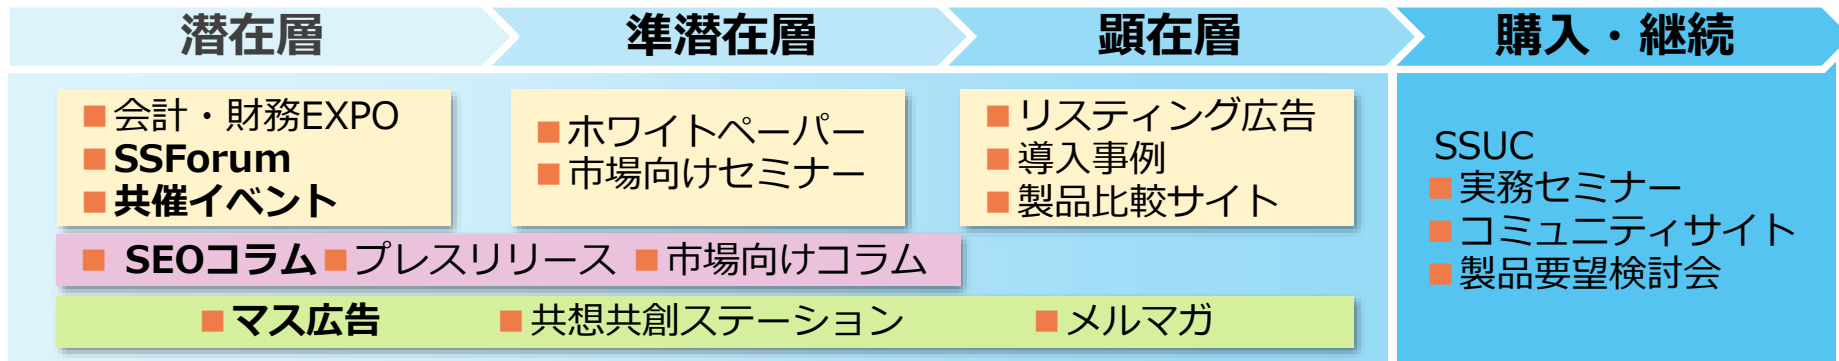 潜在層
準潜在層
顕在層
購入・継続
■会計・財務EXPO
■SSForum
■共催イベント
■ホワイトペーパー
■市場向けセミナー
■リスティング広告
■導入事例
■製品比較サイト
■ SEOコラム■プレスリリース ■市場向けコラム
■マス広告 ■共想共創ステーション ■メルマガ
SSUC
■実務セミナー
■コミュニティサイト
■製品要望検討会